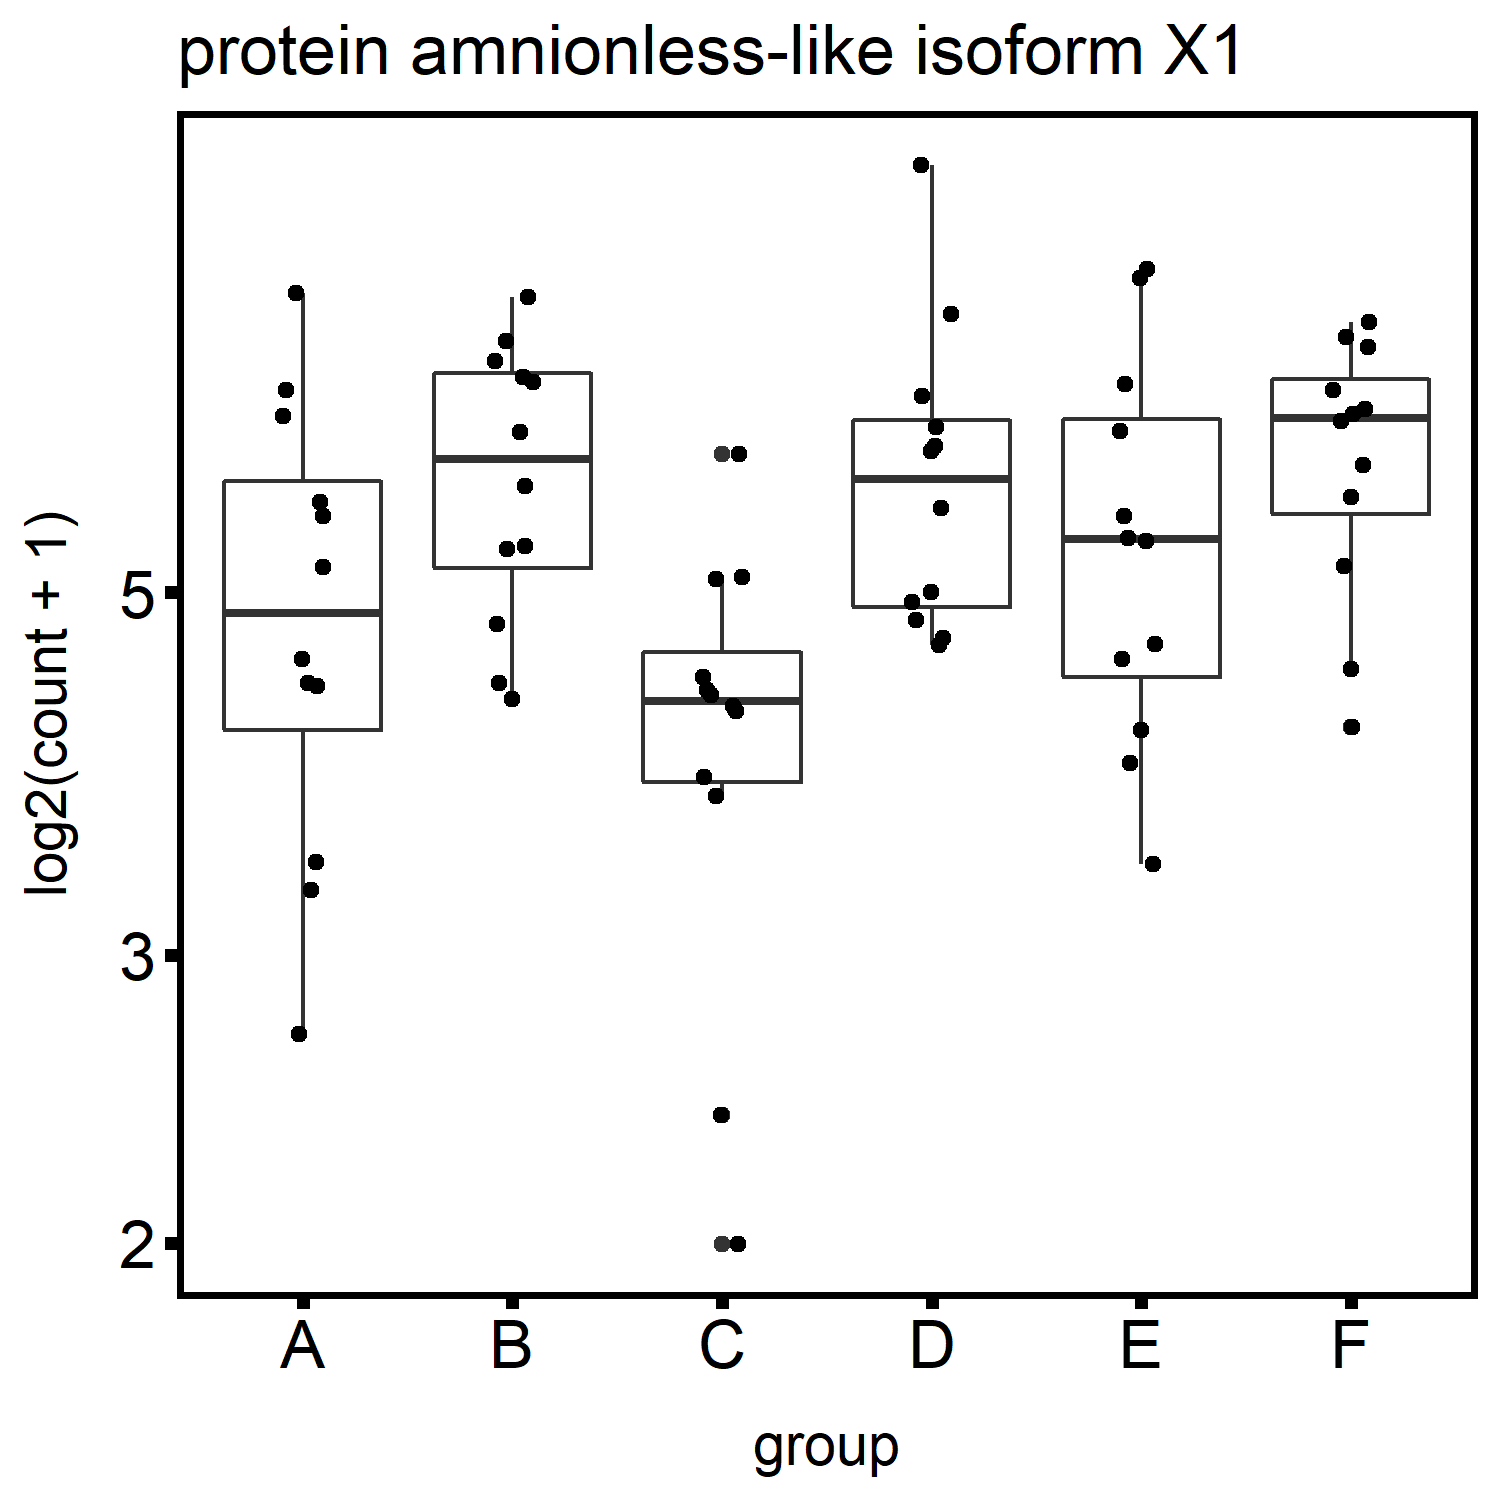 protein amnionless-like isoform X1
log2(count + 1)
5
3
2
A B C D E F
group